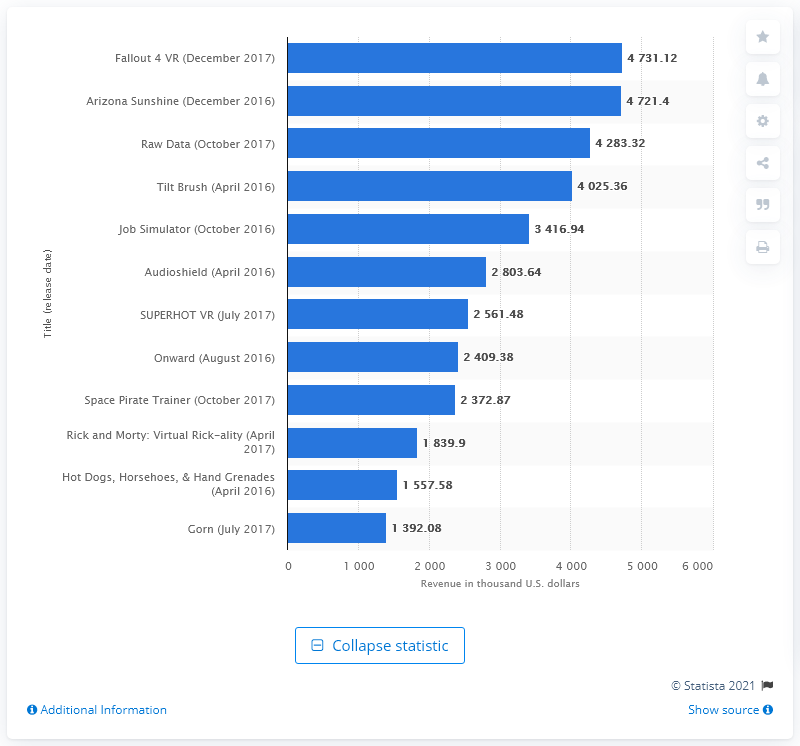 Title (release date)
Fallout 4 VR (December 2017)
4 731.12
Arizona Sunshine (December 2016)
4 721.4
Raw Data (October 2017)
4 283.32
Tilt Brush (April 2016)
4 025.36
Job Simulator (October 2016)
3 416.94
Audioshield (April 2016)
2 803.64
SUPERHOT VR (July 2017)
2 561.48
Onward (August 2016)
2 409.38
Space Pirate Trainer (October 2017)
2 372.87
Rick and Morty: Virtual Rick-ality (April
2017)
1 839.9
Hot Dogs, Horsehoes, & Hand Grenades
(April 2016)
1 557.58
Gorn (July 2017)
1 392.08
0 1 000 2 000 3 000 4 000 5 000 6 000
Revenue in thousand U.S. dollars
Collapse statistic
© Statista 2021
Additional Information
Show source